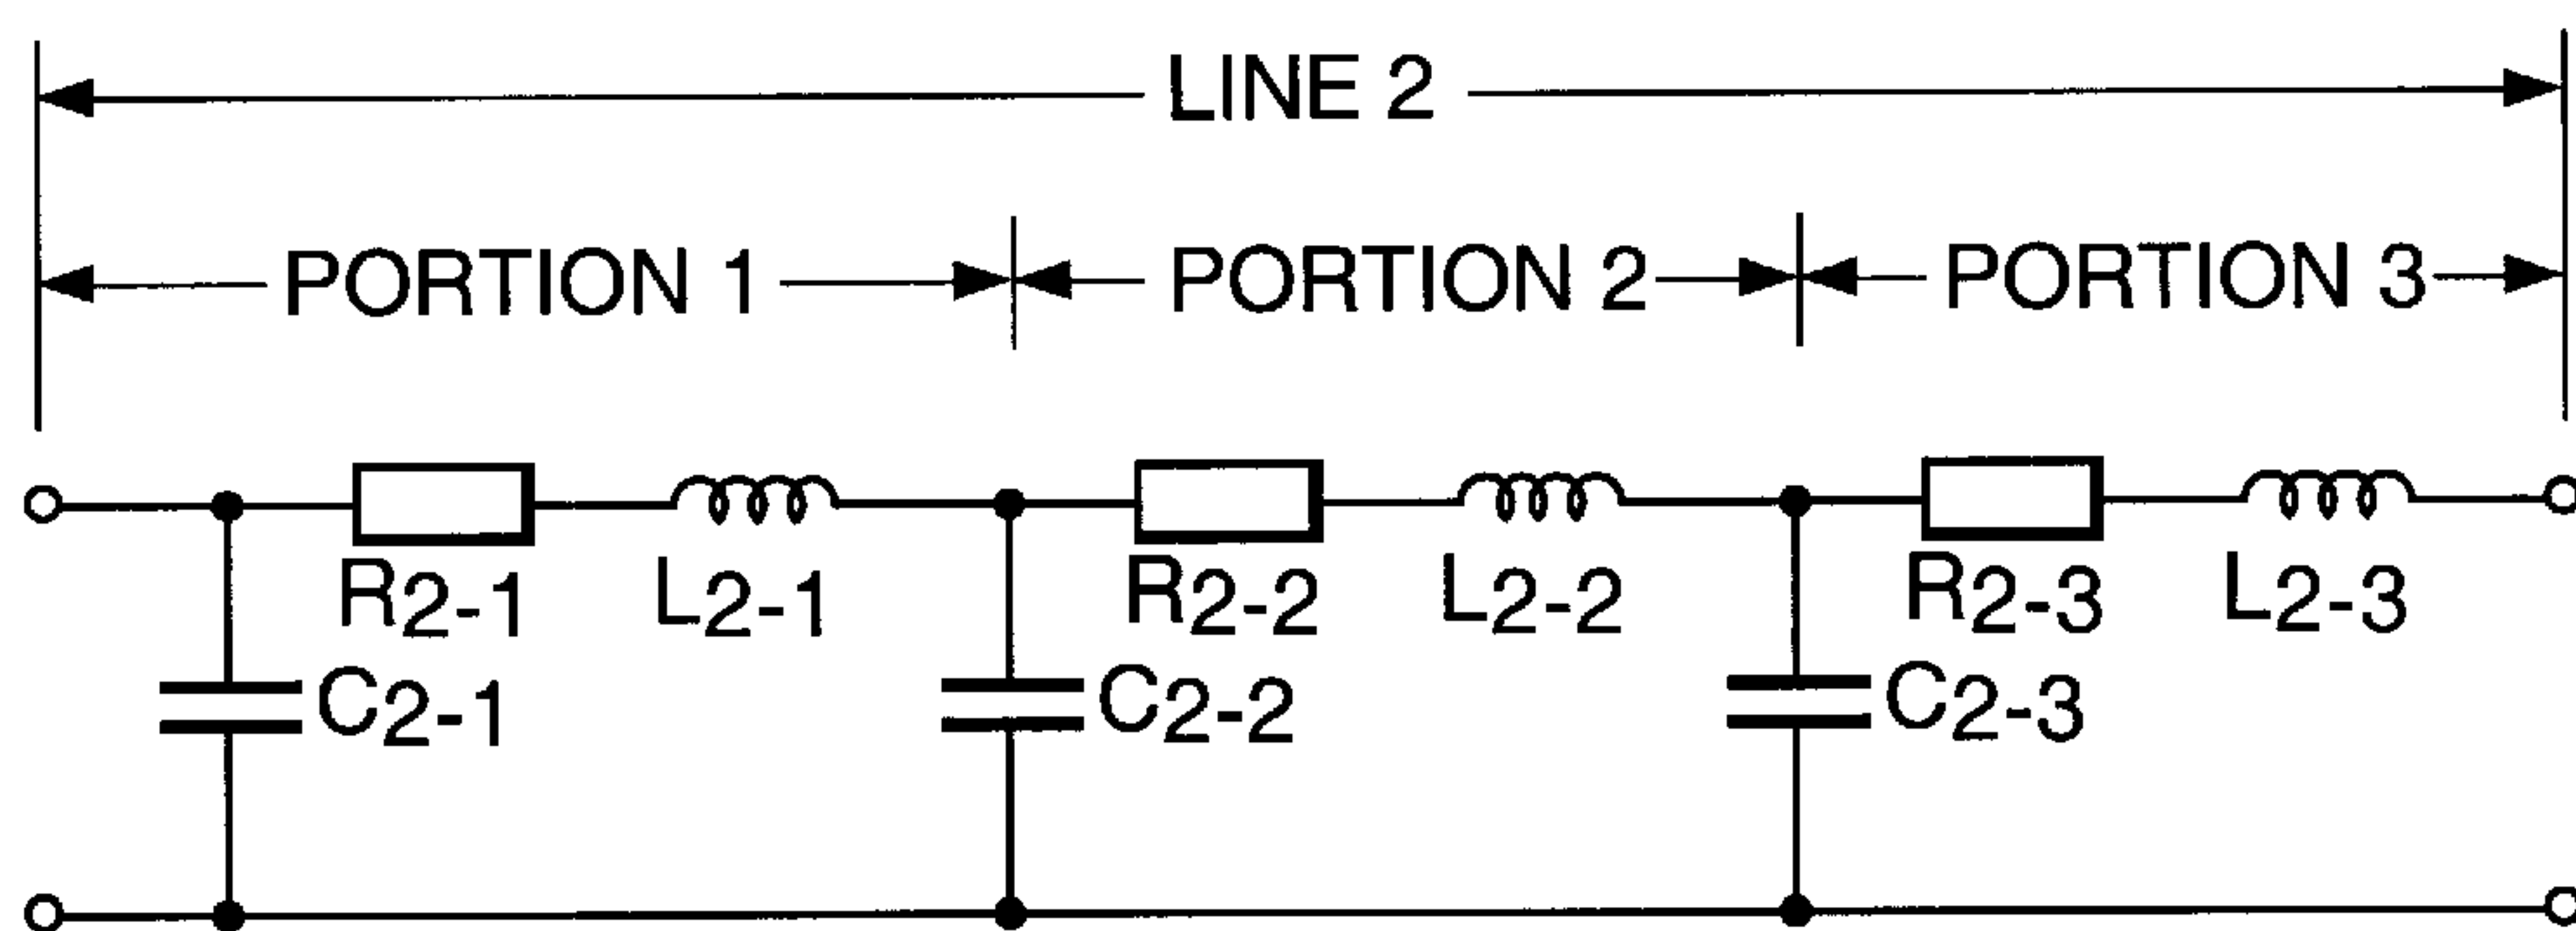 LINE 2
PORTION 1 PORTION 2 PORTION 3
R2-1 L2-1 R2-2 L2-2 R2-3 L2-3
C2-1 C2-2 C2-3